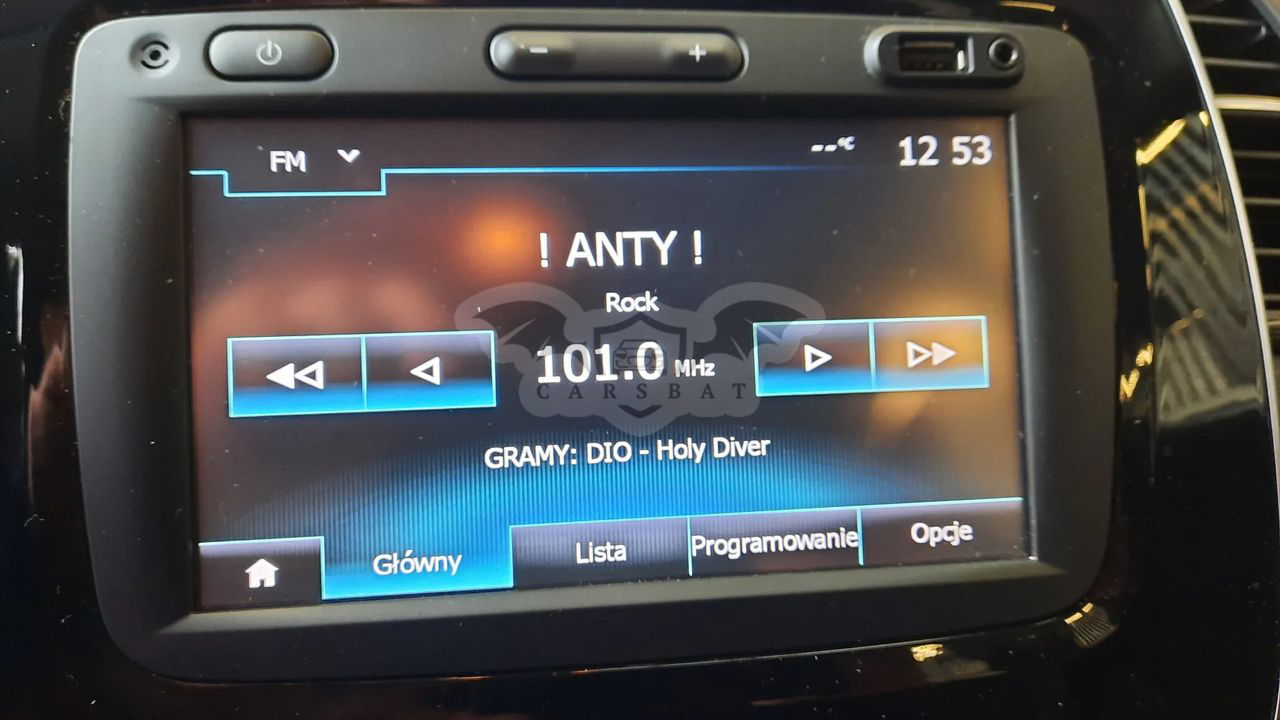 FM
--°C
12 53
! ANTY !
Rock
101.0 MHz
CARSBAT
GRAMY: DIO - Holy Diver
Główny
Lista
Programowanie
Opcje